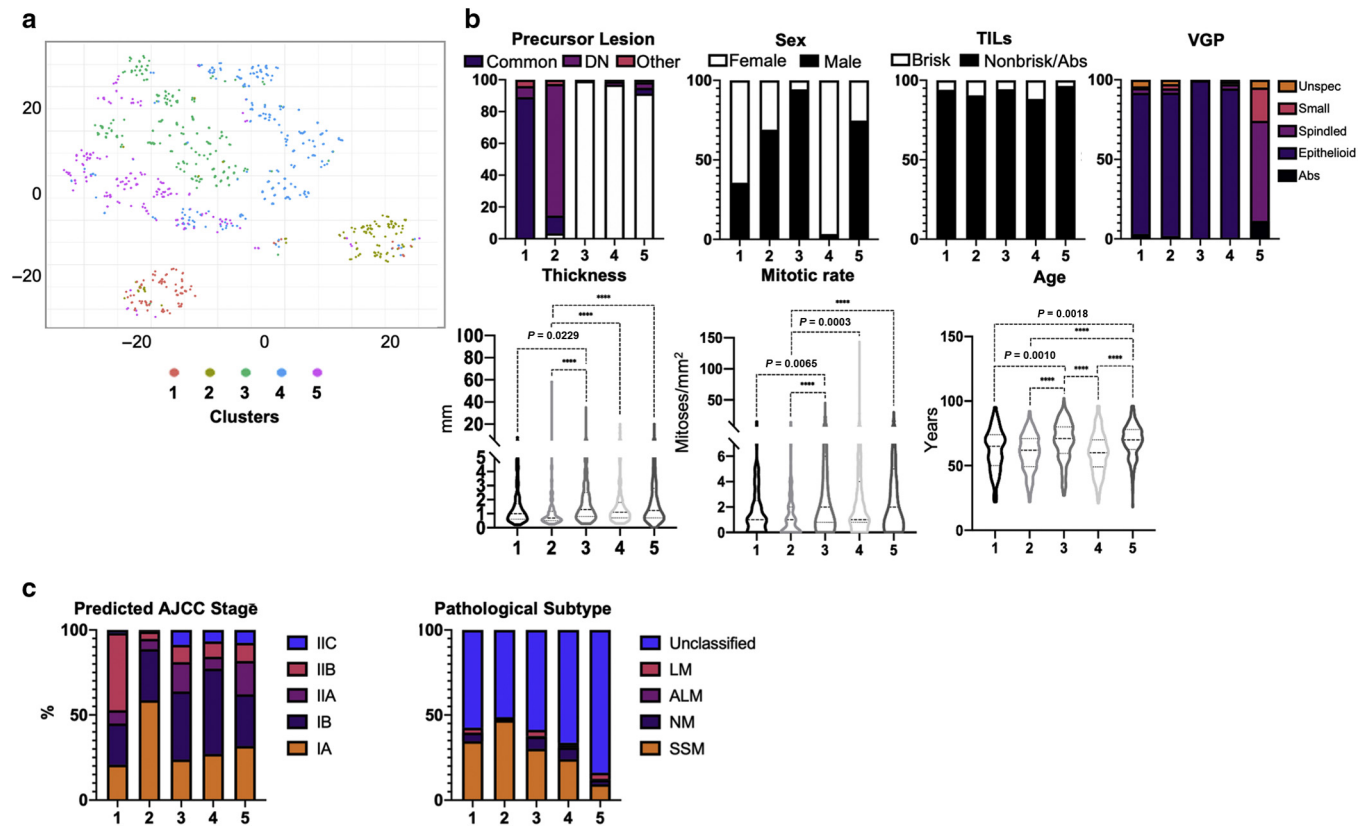 a
20
0
−20
−20
0
20
1
2
3
4
5
Clusters
b
Precursor Lesion
Common
DN
Other
100
80
60
40
20
0
1
2
3
4
5
Sex
Female
Male
100
50
0
1
2
3
4
5
TILs
Brisk
Nonbrisk/Abs
100
50
0
1
2
3
4
5
VGP
100
50
0
1
2
3
4
5
Unspec
Small
Spindled
Epithelioid
Abs
Thickness
mm
100
80
60
40
20
5
4
3
2
1
0
P = 0.0229
****
****
****
1
2
3
4
5
Mitotic rate
Mitoses/mm²
150
100
50
6
4
2
0
****
P = 0.0003
P = 0.0065
****
1
2
3
4
5
Age
Years
150
100
50
0
P = 0.0018
****
P = 0.0010
****
****
****
1
2
3
4
5
c
Predicted AJCC Stage
%
100
50
0
1
2
3
4
5
IIC
IIB
IIA
IB
IA
Pathological Subtype
100
50
0
1
2
3
4
5
Unclassified
LM
ALM
NM
SSM